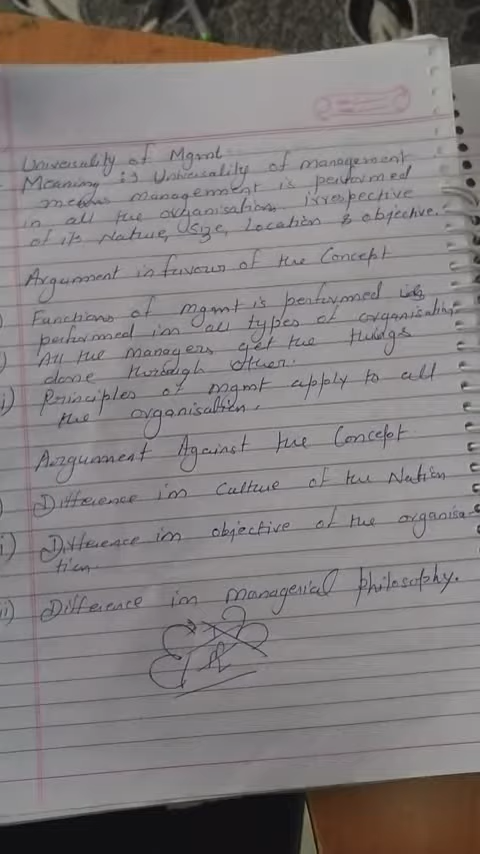 Universality of Mgmt
Meaning is Universality of management
means management is performed
in all the organisation irrespective
of its Nature, Size, Location & objective.
Argument in favour of the Concept
Functions of mgmt is performed is
performed in all types of organisation
All the managers get the things
done through other.
i) Principles of mgmt apply to all
the organisation.
Argument Against the Concept
Difference in Culture of the Nation
i) Difference in objective of the organisa-
tion.
ii) Difference in managerial philosophy.